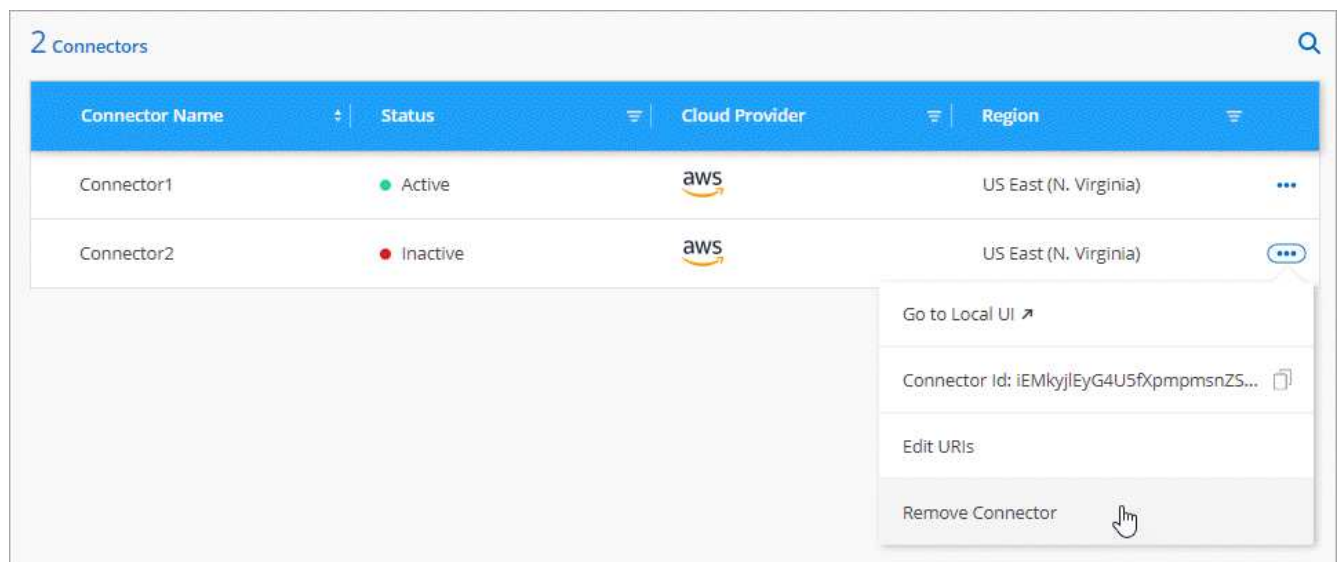 2 Connectors
Connector Name Status Cloud Provider Region
Connector1 Active aws US East (N. Virginia) •••
Connector2 Inactive aws US East (N. Virginia) •••
Go to Local UI ↗
Connector Id: iEMkyjlEyG4U5fXpmpmsnZS...
Edit URIs
Remove Connector